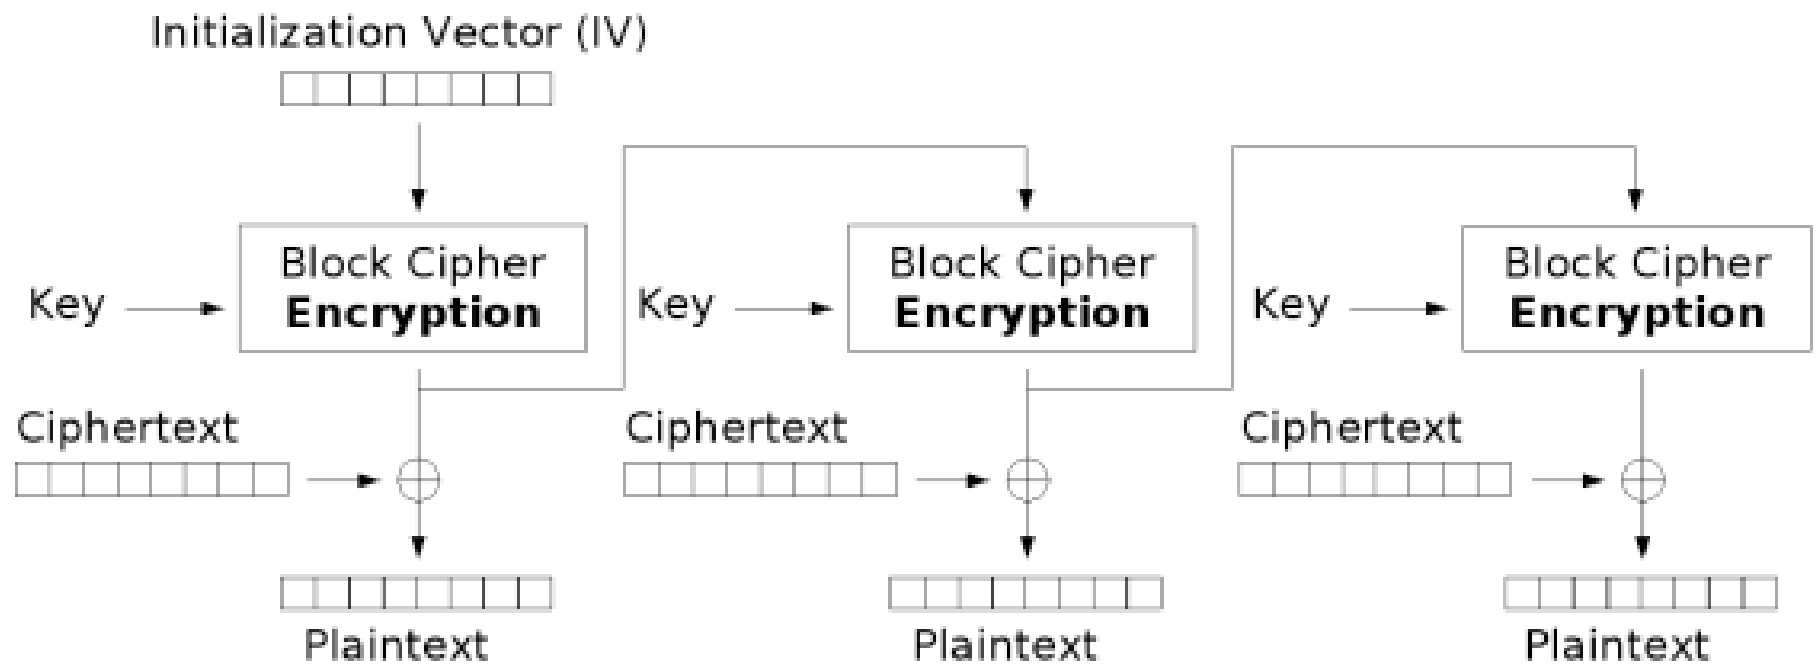 Initialization Vector (IV)
Key
Block Cipher
Encryption
Key
Block Cipher
Encryption
Key
Block Cipher
Encryption
Ciphertext
Ciphertext
Ciphertext
Plaintext
Plaintext
Plaintext